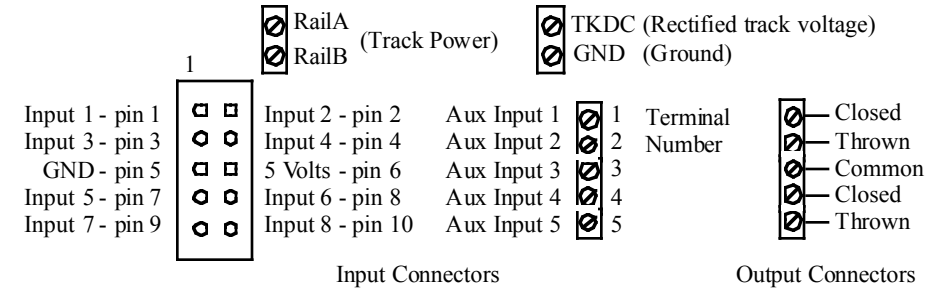 RailA
RailB
(Track Power)
TKDC (Rectified track voltage)
GND (Ground)
1
Input 1 - pin 1
Input 2 - pin 2
Input 3 - pin 3
Input 4 - pin 4
GND - pin 5
5 Volts - pin 6
Input 5 - pin 7
Input 6 - pin 8
Input 7 - pin 9
Input 8 - pin 10
Aux Input 1 1
Aux Input 2 2
Aux Input 3 3
Aux Input 4 4
Aux Input 5 5
Terminal
Number
Closed
Thrown
Common
Closed
Thrown
Input Connectors
Output Connectors